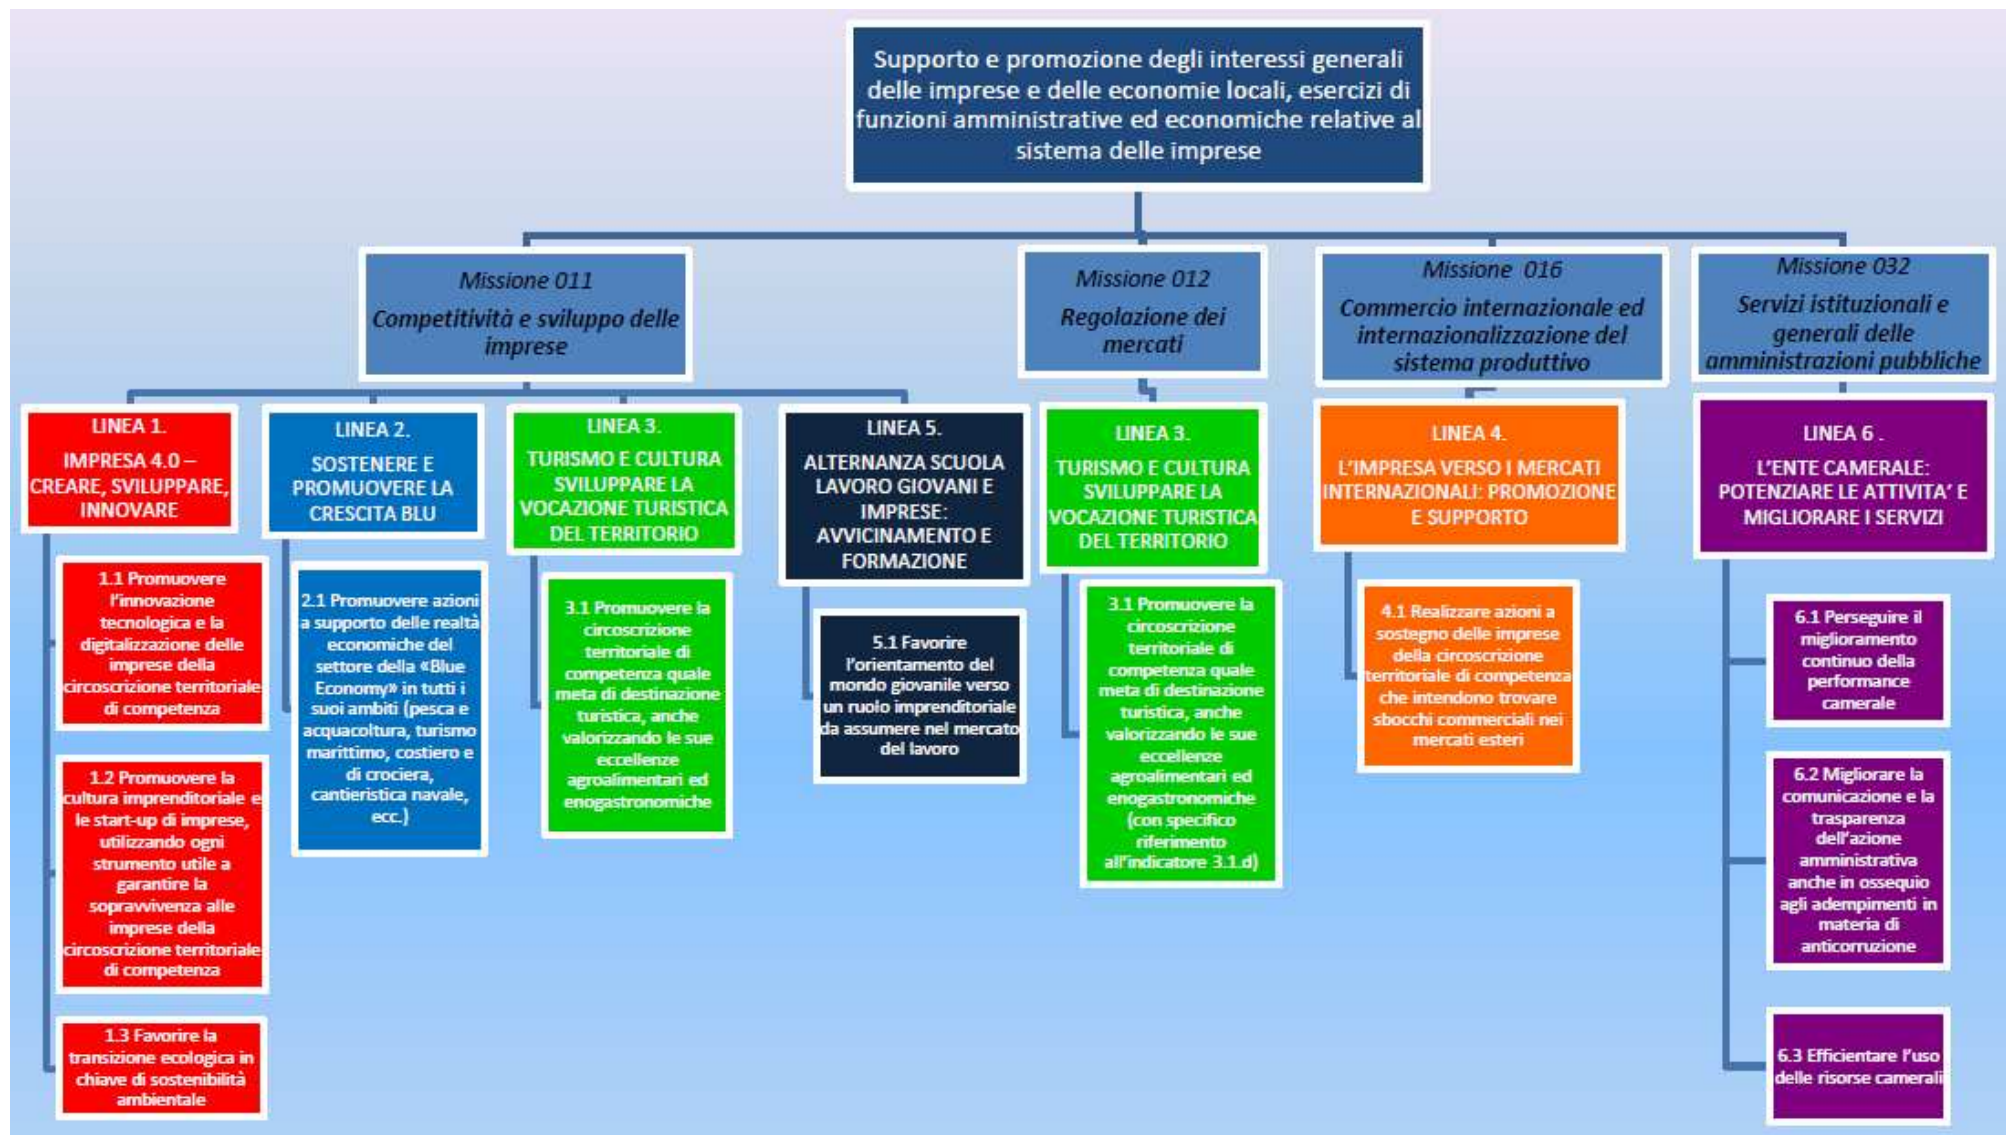 Supporto e promozione degli interessi generali
delle imprese e delle economie locali, esercizi di
funzioni amministrative ed economiche relative al
sistema delle imprese
Missione 011
Competitività e sviluppo delle
imprese
Missione 012
Regolazione dei
mercati
Missione 016
Commercio internazionale ed
internazionalizzazione del
sistema produttivo
Missione 032
Servizi istituzionali e
generali delle
amministrazioni pubbliche
LINEA 1.
IMPRESA 4.0 –
CREARE, SVILUPPARE,
INNOVARE
LINEA 2.
SOSTENERE E
PROMUOVERE LA
CRESCITA BLU
LINEA 3.
TURISMO E CULTURA
SVILUPPARE LA
VOCAZIONE TURISTICA
DEL TERRITORIO
LINEA 5.
ALTERNANZA SCUOLA
LAVORO GIOVANI E
IMPRESE:
AVVICINAMENTO E
FORMAZIONE
LINEA 3.
TURISMO E CULTURA
SVILUPPARE LA
VOCAZIONE TURISTICA
DEL TERRITORIO
LINEA 4.
L'IMPRESA VERSO I MERCATI
INTERNAZIONALI: PROMOZIONE
E SUPPORTO
LINEA 6 .
L'ENTE CAMERALE:
POTENZIARE LE ATTIVITA' E
MIGLIORARE I SERVIZI
1.1 Promuovere
l'innovazione
tecnologica e la
digitalizzazione delle
imprese della
circoscrizione territoriale
di competenza
1.2 Promuovere la
cultura imprenditoriale e
le start-up di imprese,
utilizzando ogni
strumento utile a
garantire la
sopravvivenza alle
imprese della
circoscrizione territoriale
di competenza
1.3 Favorire la
transizione ecologica in
chiave di sostenibilità
ambientale
2.1 Promuovere azioni
a supporto delle realtà
economiche del
settore della «Blue
Economy» in tutti i
suoi ambiti (pesca e
acquacoltura, turismo
marittimo, costiero e
di crociera,
cantieristica navale,
ecc.)
3.1 Promuovere la
circoscrizione
territoriale di
competenza quale
meta di destinazione
turistica, anche
valorizzando le sue
eccellenze
agroalimentari ed
enogastronomiche
5.1 Favorire
l'orientamento del
mondo giovanile verso
un ruolo imprenditoriale
da assumere nel mercato
del lavoro
3.1 Promuovere la
circoscrizione
territoriale di
competenza quale
meta di destinazione
turistica, anche
valorizzando le sue
eccellenze
agroalimentari ed
enogastronomiche
(con specifico
riferimento
all'indicatore 3.1.d)
4.1 Realizzare azioni a
sostegno delle imprese
della circoscrizione
territoriale di competenza
che intendono trovare
sbocchi commerciali nei
mercati esteri
6.1 Perseguire il
miglioramento
continuo della
performance
camerale
6.2 Migliorare la
comunicazione e la
trasparenza
dell'azione
amministrativa
anche in ossequio
agli adempimenti in
materia di
anticorruzione
6.3 Efficientare l'uso
delle risorse camerali